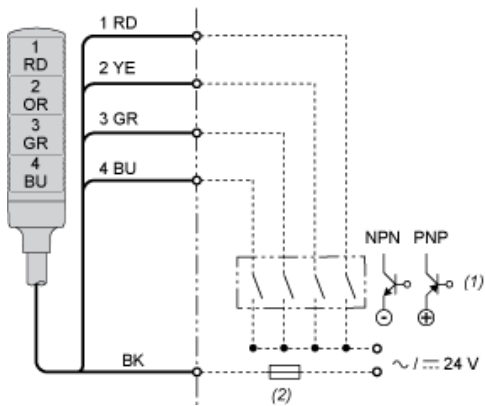 1 RD
1
RD
2 YE
2
OR
3 GR
3
GR
4 BU
4
BU
NPN PNP
(1)
BK
~ / ⎓ 24 V
(2)